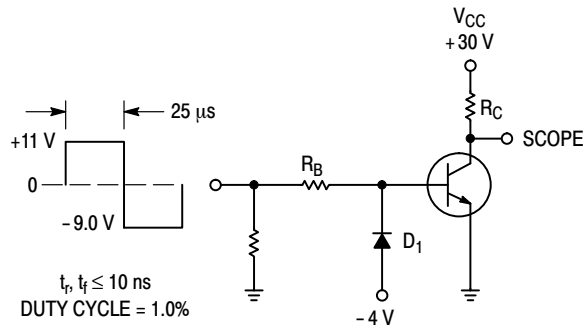 V_CC
+30 V
R_C
SCOPE
25 μs
+11 V
0
−9.0 V
R_B
D_1
−4 V
t_r, t_f ≤ 10 ns
DUTY CYCLE = 1.0%